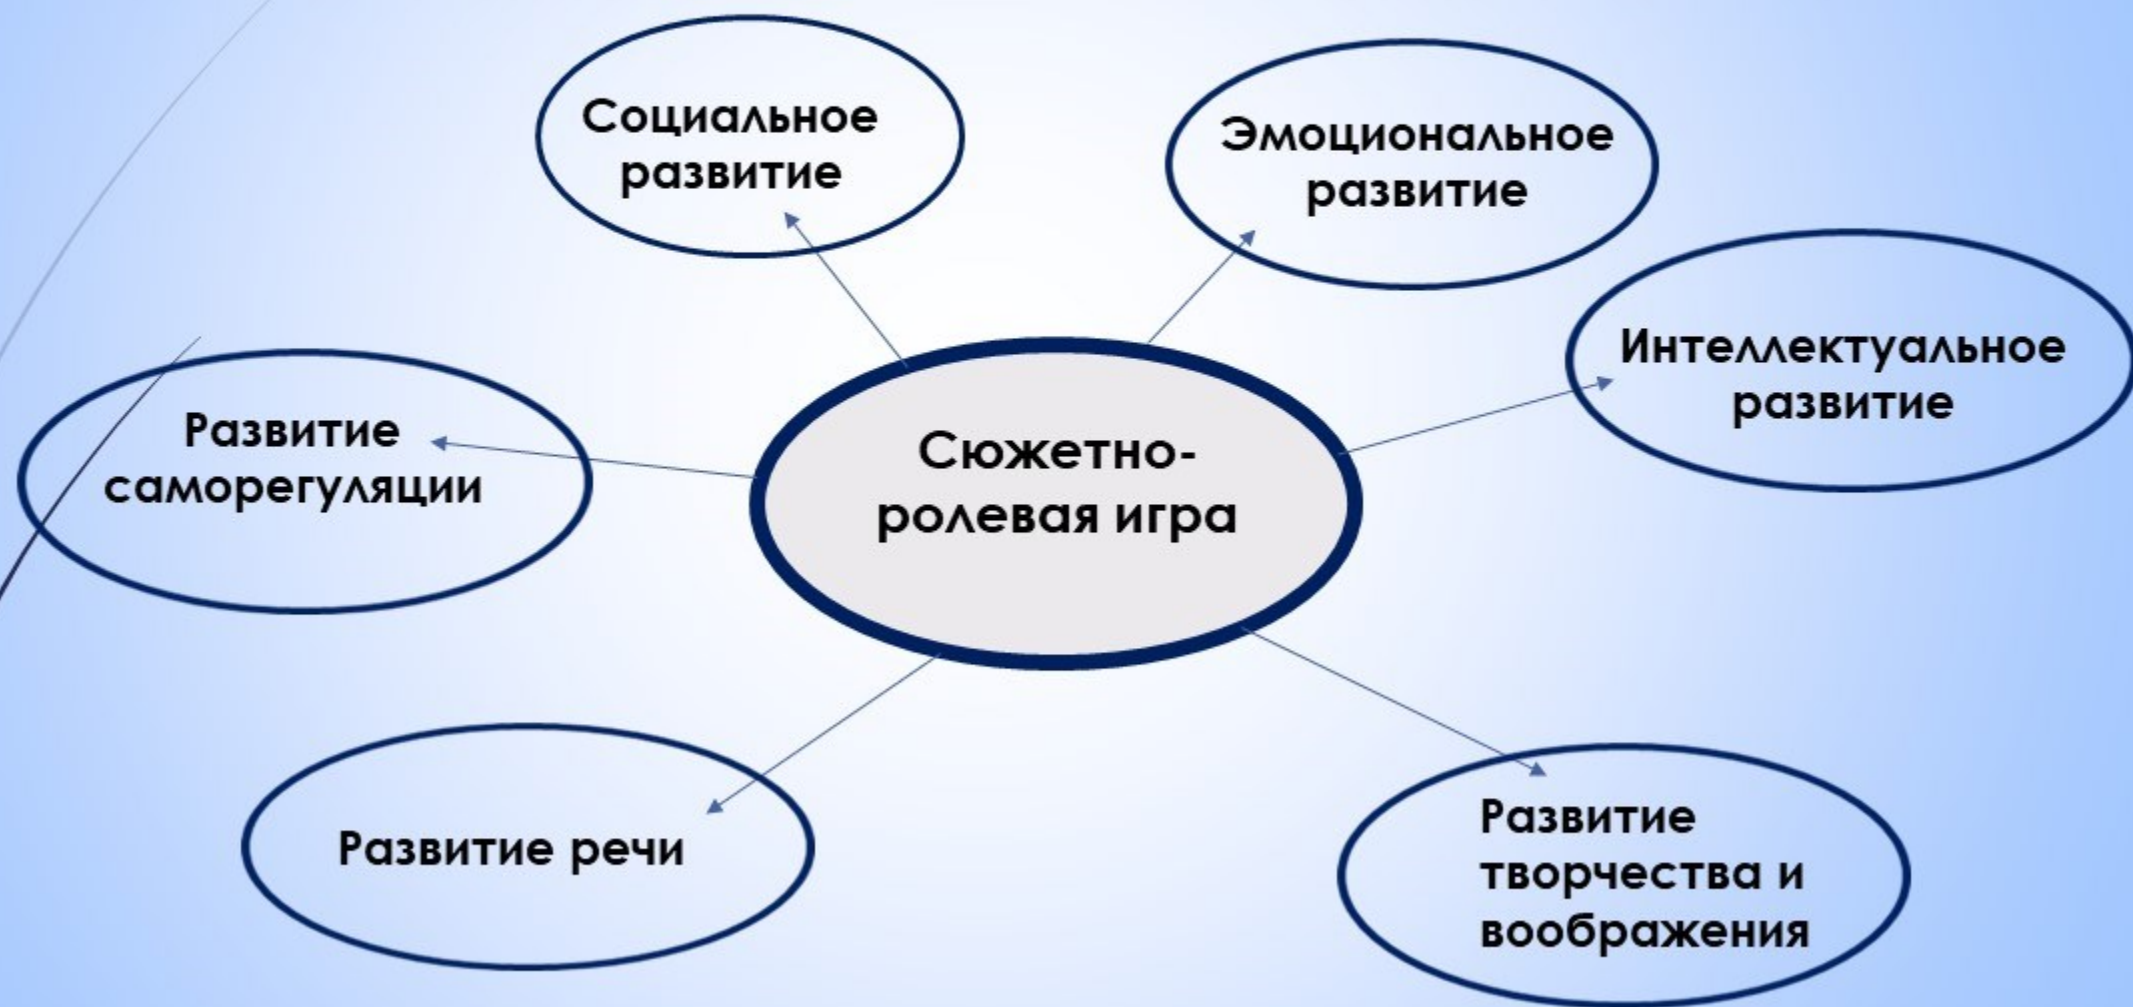 Социальное
развитие
Эмоциональное
развитие
Интеллектуальное
развитие
Развитие
саморегуляции
Сюжетно-
ролевая игра
Развитие речи
Развитие
творчества и
воображения